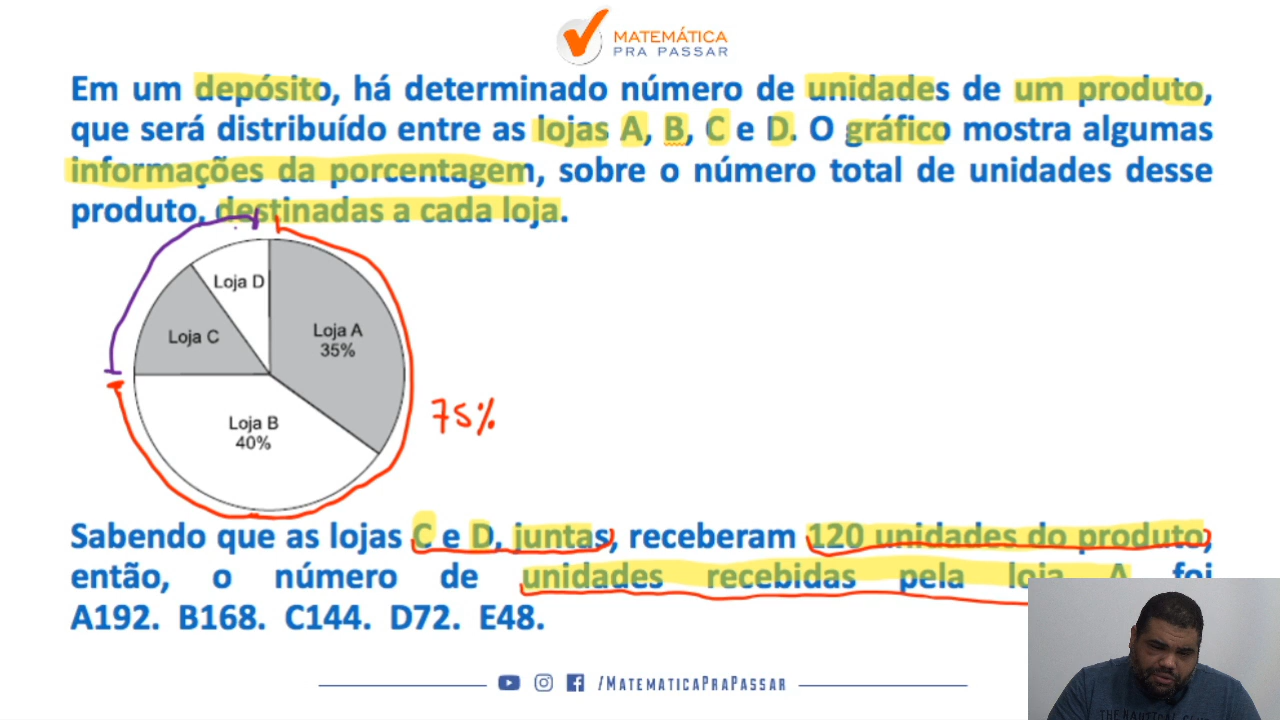 MATEMÁTICA
PRA PASSAR
Em um depósito, há determinado número de unidades de um produto,
que será distribuído entre as lojas A, B, C e D. O gráfico mostra algumas
informações da porcentagem, sobre o número total de unidades desse
produto, destinadas a cada loja.
Loja D
Loja C
Loja A
35%
75%
Loja B
40%
Sabendo que as lojas C e D, juntas, receberam 120 unidades do produto,
então, o número de unidades recebidas pela loja A foi
A192. B168. C144. D72. E48.
/MATEMATICAPRAPASSAR